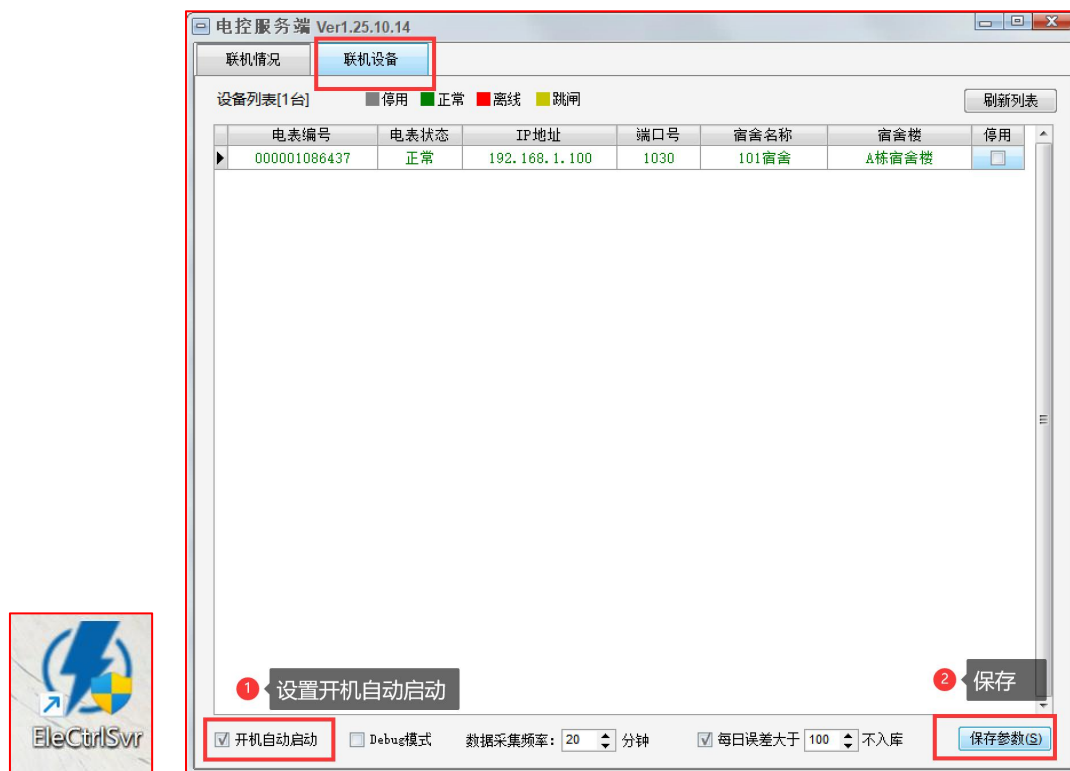 电控服务端 Ver1.25.10.14
联机情况 联机设备
设备列表[1台] 停用 正常 离线 跳闸 刷新列表
电表编号 电表状态 IP地址 端口号 宿舍名称 宿舍楼 停用
000001086437 正常 192.168.1.100 1030 101宿舍 A栋宿舍楼
1 设置开机自动启动 2 保存
EleCtrlSvr
开机自动启动 Debug模式 数据采集频率: 20 分钟 每日误差大于 100 不入库 保存参数(S)